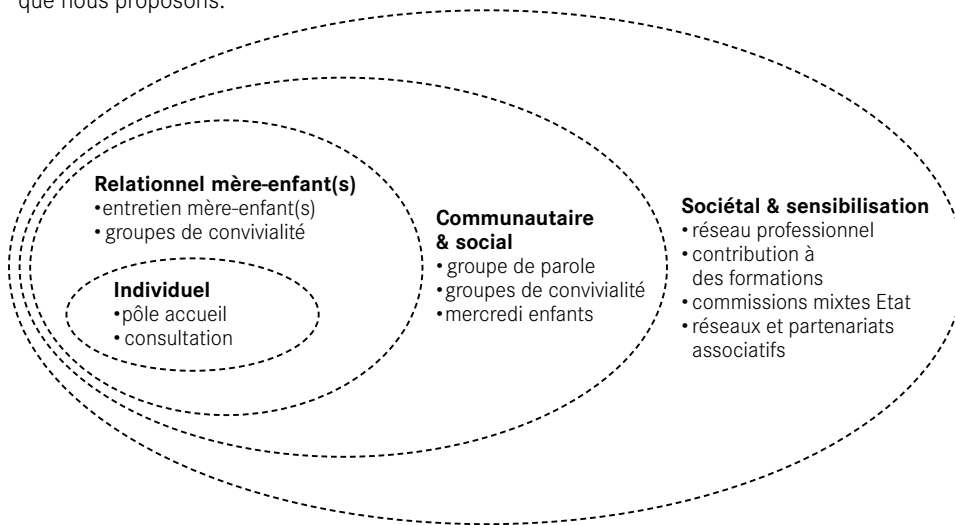 que nous proposons.
Relationnel mère-enfant(s)
•entretien mère-enfant(s)
• groupes de convivialité
Individuel
•pôle accueil
• consultation
Communautaire
& social
• groupe de parole
•groupes de convivialité
•mercredi enfants
Sociétal & sensibilisation
• réseau professionnel
• contribution à
des formations
• commissions mixtes Etat
• réseaux et partenariats
associatifs